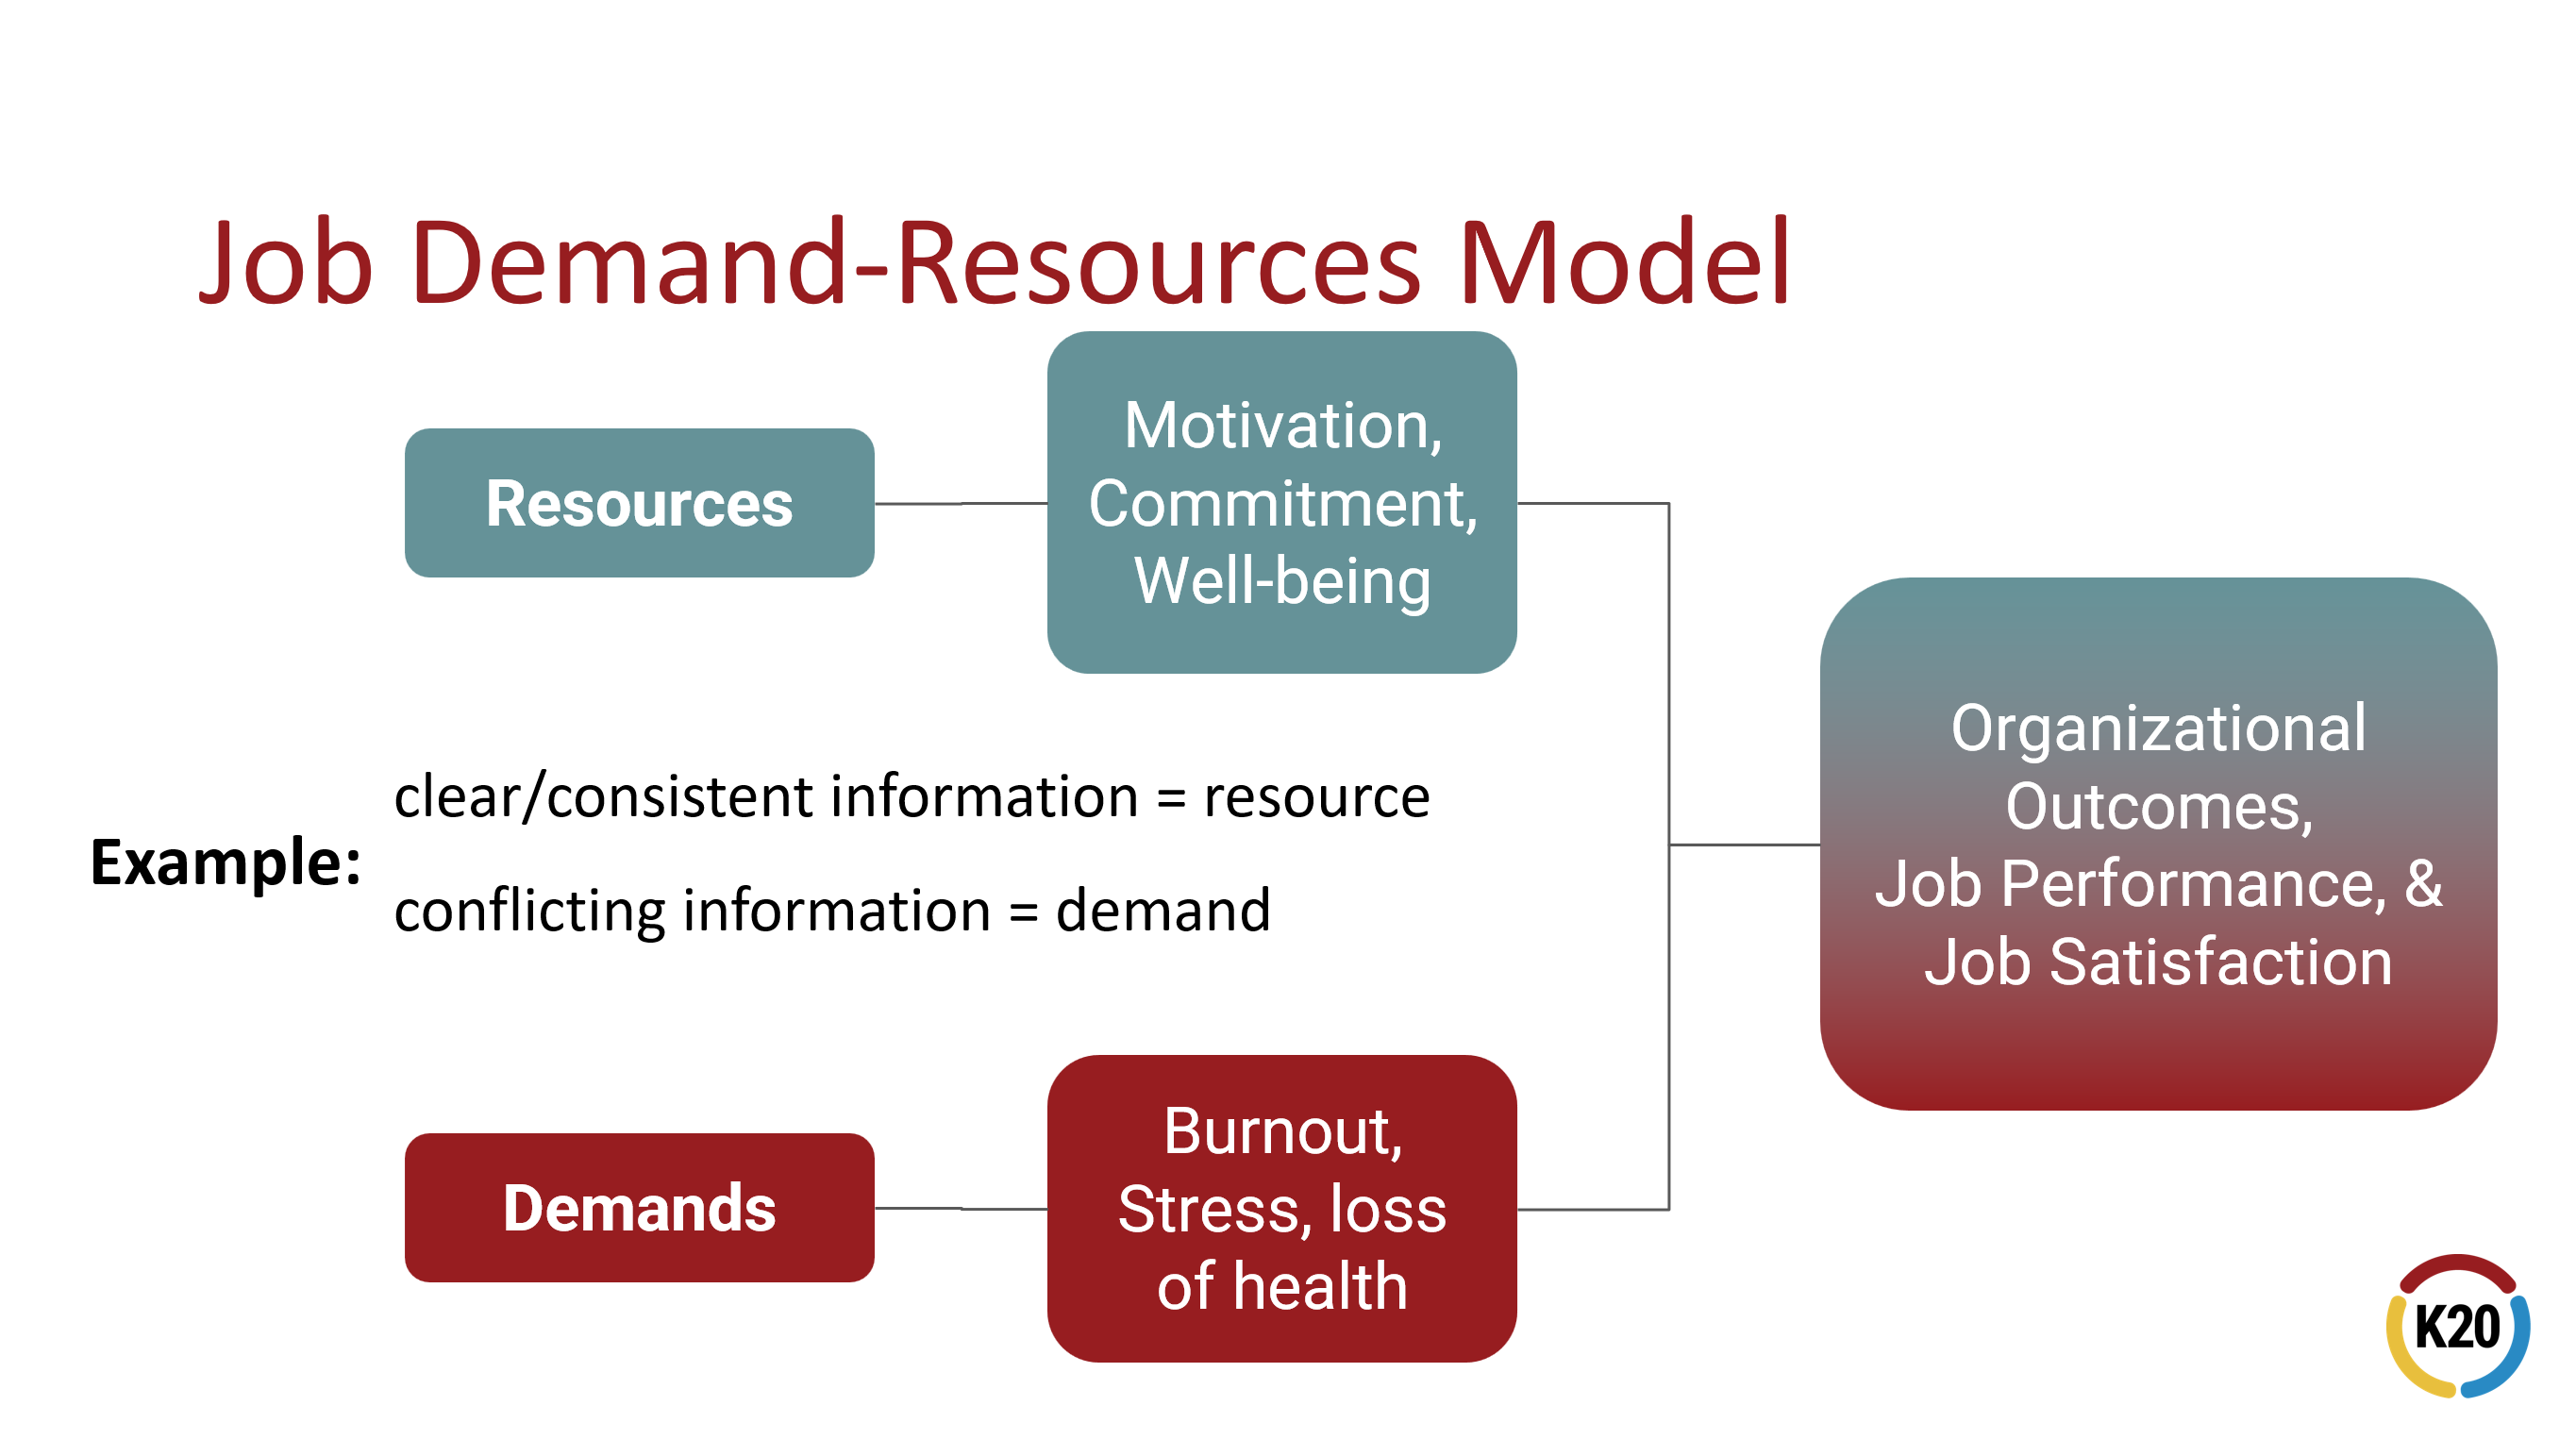 Job Demand-Resources Model
Resources
Motivation,
Commitment,
Well-being
Example:
clear/consistent information = resource
conflicting information = demand
Demands
Burnout,
Stress, loss
of health
Organizational
Outcomes,
Job Performance, &
Job Satisfaction
K20